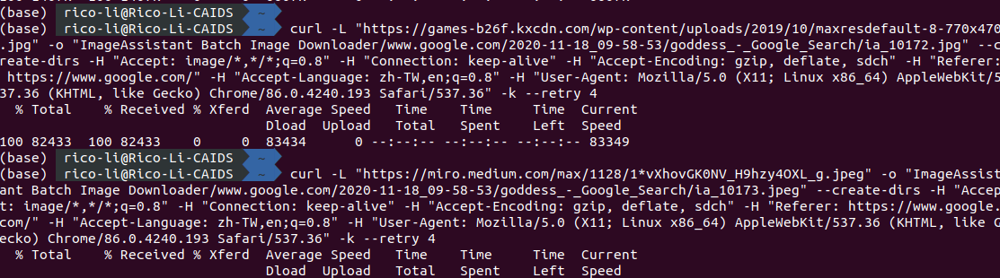 (base) rico-li@Rico-Li-CAIDS ~
(base) rico-li@Rico-Li-CAIDS ~ curl -L "https://games-b26f.kxcdn.com/wp-content/uploads/2019/10/maxresdefault-8-770x470
.jpg" -o "ImageAssistant Batch Image Downloader/www.google.com/2020-11-18_09-58-53/goddess_-_Google_Search/ia_10172.jpg" --c
reate-dirs -H "Accept: image/*,*/*;q=0.8" -H "Connection: keep-alive" -H "Accept-Encoding: gzip, deflate, sdch" -H "Referer:
https://www.google.com/" -H "Accept-Language: zh-TW,en;q=0.8" -H "User-Agent: Mozilla/5.0 (X11; Linux x86_64) AppleWebKit/5
37.36 (KHTML, like Gecko) Chrome/86.0.4240.193 Safari/537.36" -k --retry 4
% Total % Received % Xferd Average Speed Time Time Time Current
Dload Upload Total Spent Left Speed
100 82433 100 82433 0 0 83434 0 --:--:-- --:--:-- --:--:-- 83349
(base) rico-li@Rico-Li-CAIDS ~
(base) rico-li@Rico-Li-CAIDS ~ curl -L "https://miro.medium.com/max/1128/1*vXhovGK0NV_H9hzy4OXL_g.jpeg" -o "ImageAssist
ant Batch Image Downloader/www.google.com/2020-11-18_09-58-53/goddess_-_Google_Search/ia_10173.jpeg" --create-dirs -H "Accep
t: image/*,*/*;q=0.8" -H "Connection: keep-alive" -H "Accept-Encoding: gzip, deflate, sdch" -H "Referer: https://www.google.
com/" -H "Accept-Language: zh-TW,en;q=0.8" -H "User-Agent: Mozilla/5.0 (X11; Linux x86_64) AppleWebKit/537.36 (KHTML, like G
ecko) Chrome/86.0.4240.193 Safari/537.36" -k --retry 4
% Total % Received % Xferd Average Speed Time Time Time Current
Dload Upload Total Spent Left Speed